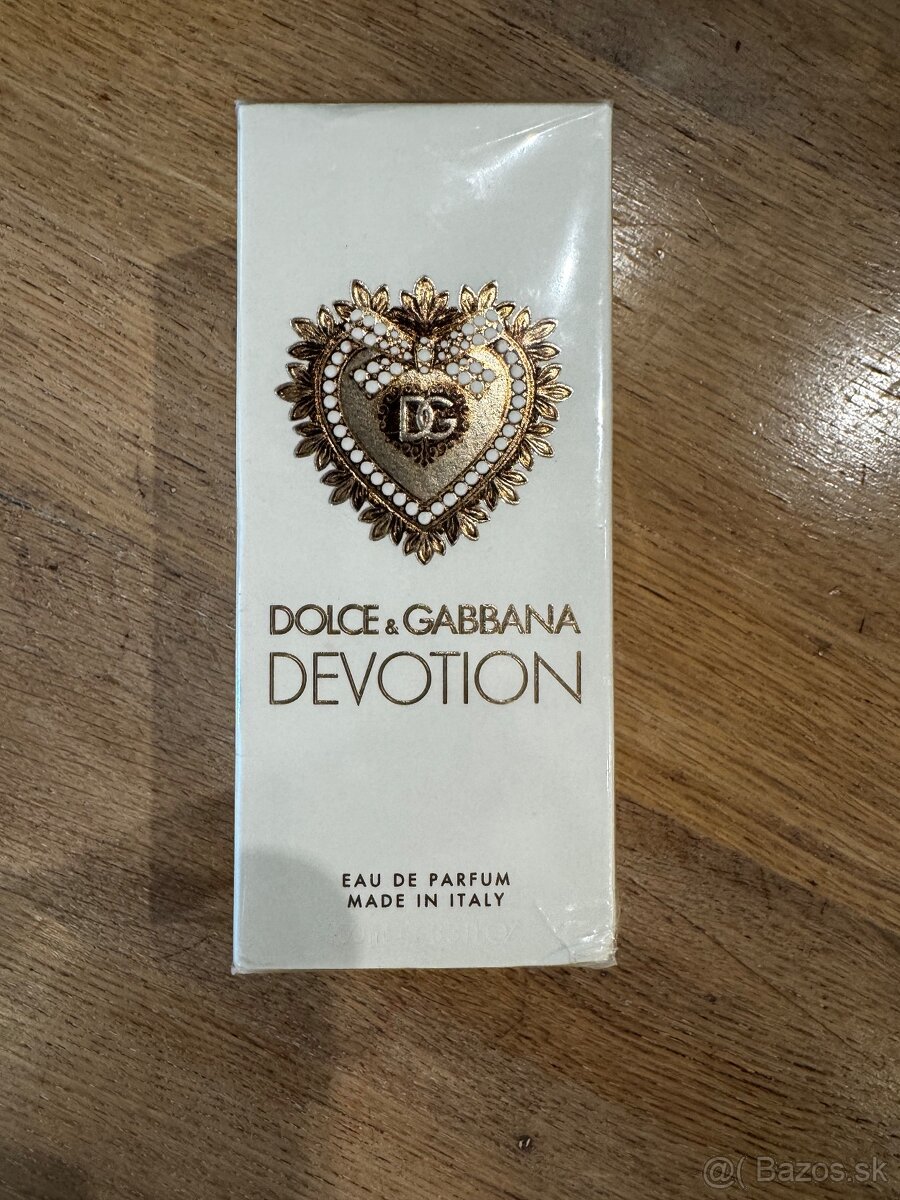 DG
DOLCE & GABBANA
DEVOTION
EAU DE PARFUM
MADE IN ITALY
@( Bazos.sk